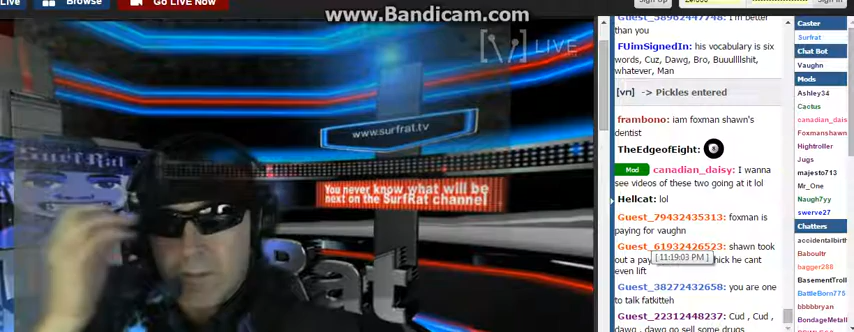 www.Bandicam.com
Live
Browse
Go LIVE Now
Sign Up
Sign In
LIVE
SurfRat
www.surfrat.tv
You never know what will be
next on the SurfRat channel
Rat
Guest_58962447748: I'm better
than you
FUimSignedIn: his vocabulary is six
words, Cuz, Dawg, Bro, Buuulllshit,
whatever, Man
[vn] -> Pickles entered
frambono: iam foxman shawn's
dentist
TheEdgeofEight:
Mod canadian_daisy: I wanna
see videos of these two going at it lol
Hellcat: lol
Guest_79432435313: foxman is
paying for vaughn
Guest_61932426523: shawn took
out a pay
[ 11:19:03 PM ]
hick he cant
even lift
Guest_38272432658: you are one
to talk fatkitteh
Guest_22312448237: Cud , Cud ,
dawg , dawg go sell some drugs
Caster
Surfrat
Chat Bot
Vaughn
Mods
Ashley34
Cactus
canadian_dais
Foxmanshawn
Hightroller
Jugs
majesto713
Mr_One
Naugh7yy
swerve27
Chatters
accidentalbirth
Baboultr
bagger288
BasementTrol
BattleBorn775
bbbbbryan
BondageMetall